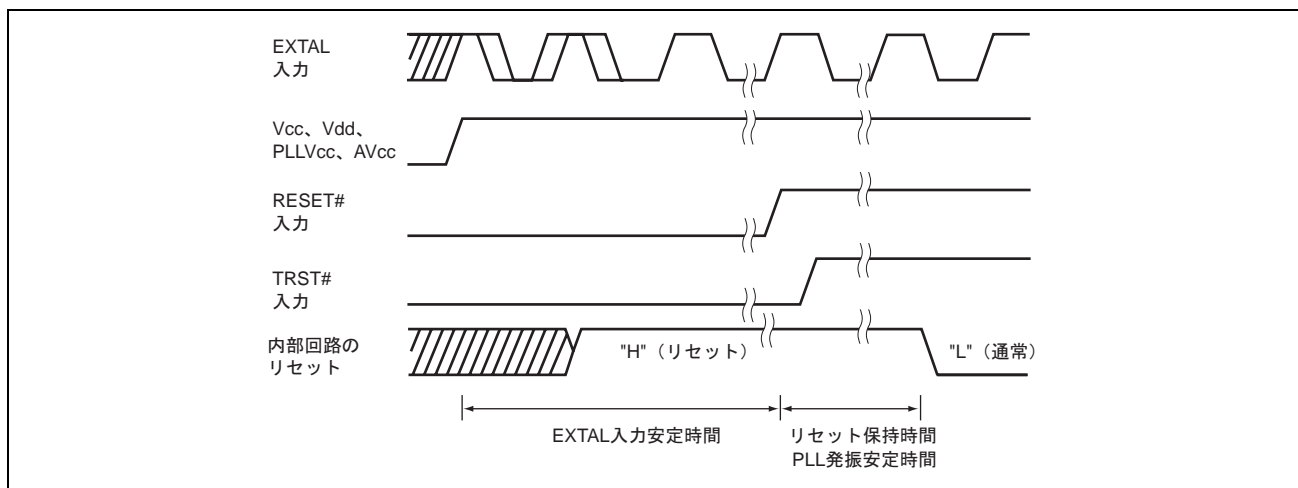 EXTAL
入力
Vcc、Vdd、
PLLVcc、AVcc
RESET#
入力
TRST#
入力
内部回路の
リセット
"H"（リセット）
"L"（通常）
EXTAL入力安定時間
リセット保持時間
PLL発振安定時間